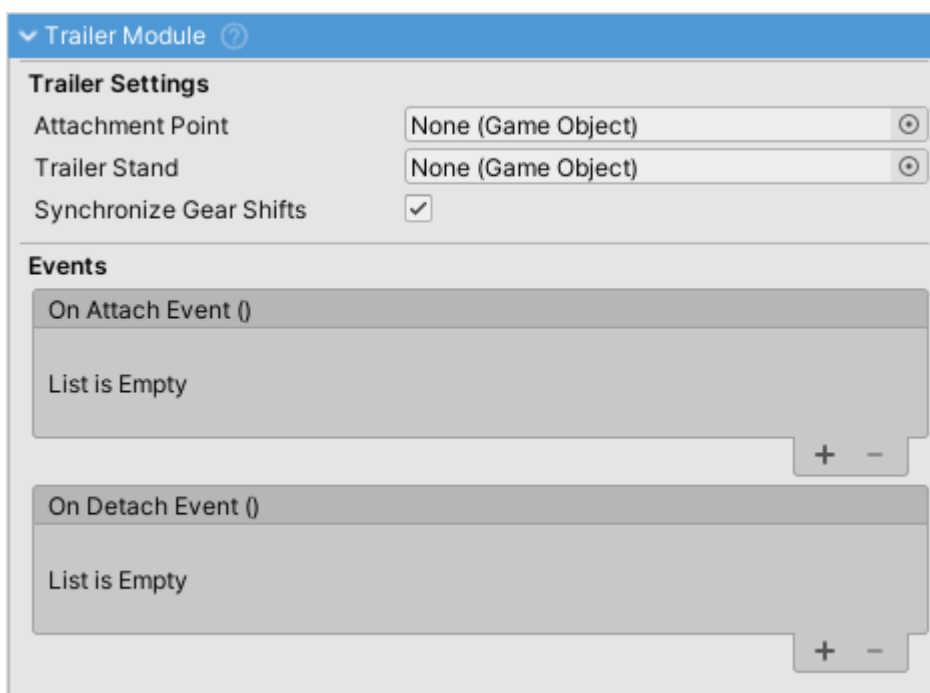 Trailer Module ?
Trailer Settings
Attachment Point None (Game Object)
Trailer Stand None (Game Object)
Synchronize Gear Shifts
Events
On Attach Event ()
List is Empty
+ −
On Detach Event ()
List is Empty
+ −